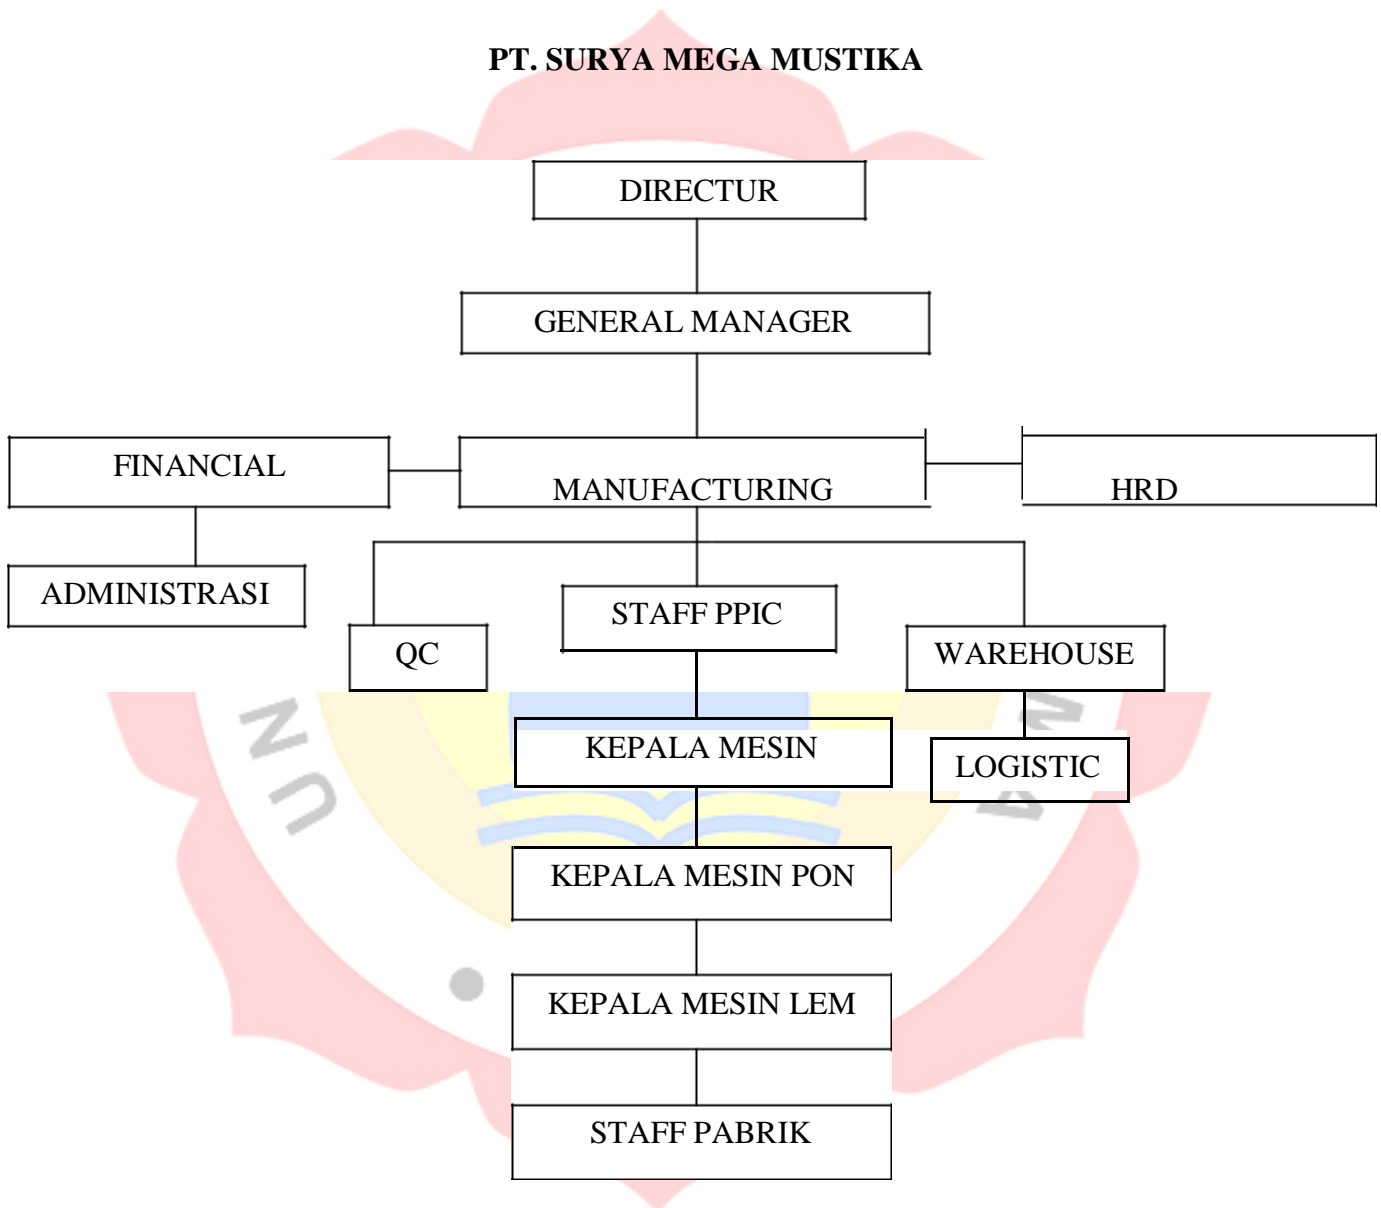 PT. SURYA MEGA MUSTIKA
DIRECTUR
GENERAL MANAGER
FINANCIAL
MANUFACTURING
HRD
ADMINISTRASI
STAFF PPIC
QC
WAREHOUSE
KEPALA MESIN
LOGISTIC
KEPALA MESIN PON
KEPALA MESIN LEM
STAFF PABRIK
UN